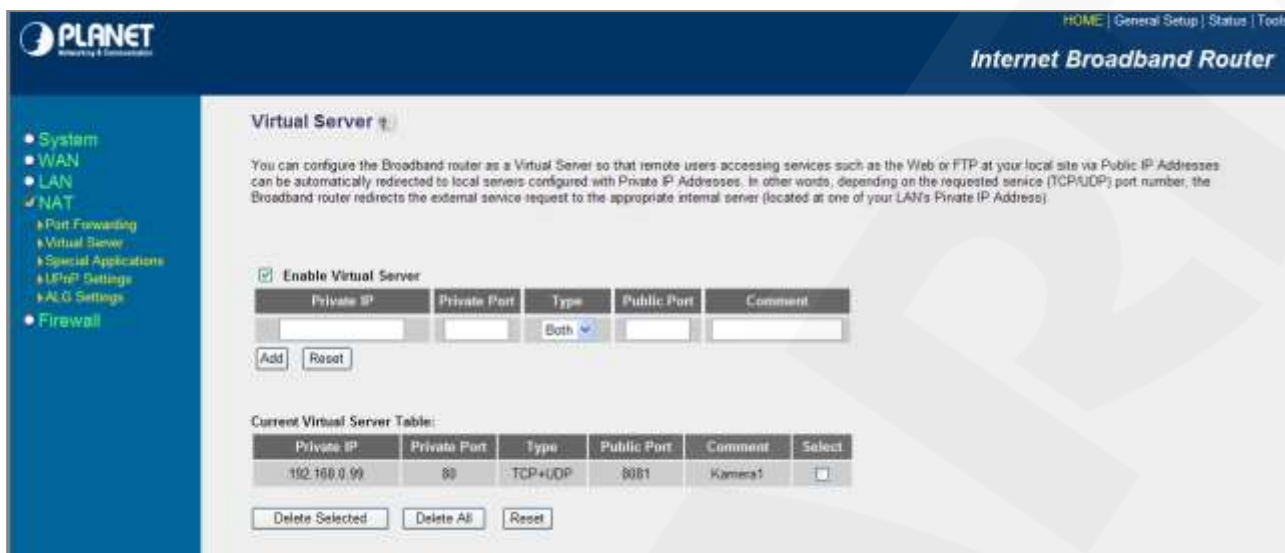 PLANET
Networking & Communication
HOME | General Setup | Status | Tools
Internet Broadband Router
System
WAN
LAN
NAT
Port Forwarding
Virtual Server
Special Applications
UPnP Settings
ALG Settings
Firewall
Virtual Server
You can configure the Broadband router as a Virtual Server so that remote users accessing services such as the Web or FTP at your local site via Public IP Addresses
can be automatically redirected to local servers configured with Private IP Addresses. In other words, depending on the requested service (TCP/UDP) port number, the
Broadband router redirects the external service request to the appropriate internal server (located at one of your LAN's Private IP Address)
Enable Virtual Server
Private IP Private Port Type Public Port Comment
Both
Add Reset
Current Virtual Server Table:
Private IP Private Port Type Public Port Comment Select
192.168.0.99 80 TCP+UDP 8081 Kamera1
Delete Selected Delete All Reset